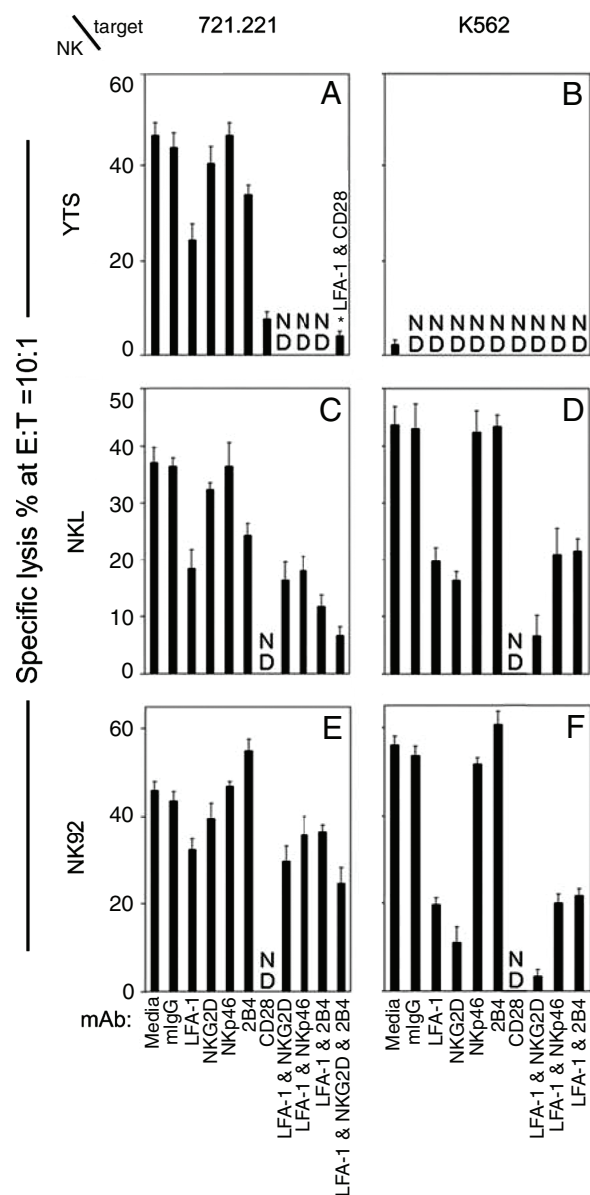 target
NK
721.221
K562
Specific lysis % at E:T =10:1
YTS
60
40
20
0
A
N N N
D D D
* LFA-1 & CD28
B
N N N N N N N N
D D D D D D D D
NKL
50
40
30
20
10
0
C
N
D
D
N
D
NK92
60
40
20
0
E
N
D
F
N
D
mAb:
Media
mIgG
LFA-1
NKG2D
NKp46
2B4
CD28
LFA-1 & NKG2D
LFA-1 & NKp46
LFA-1 & 2B4
LFA-1 & NKG2D & 2B4
Media
mIgG
LFA-1
NKG2D
NKp46
2B4
CD28
LFA-1 & NKG2D
LFA-1 & NKp46
LFA-1 & 2B4